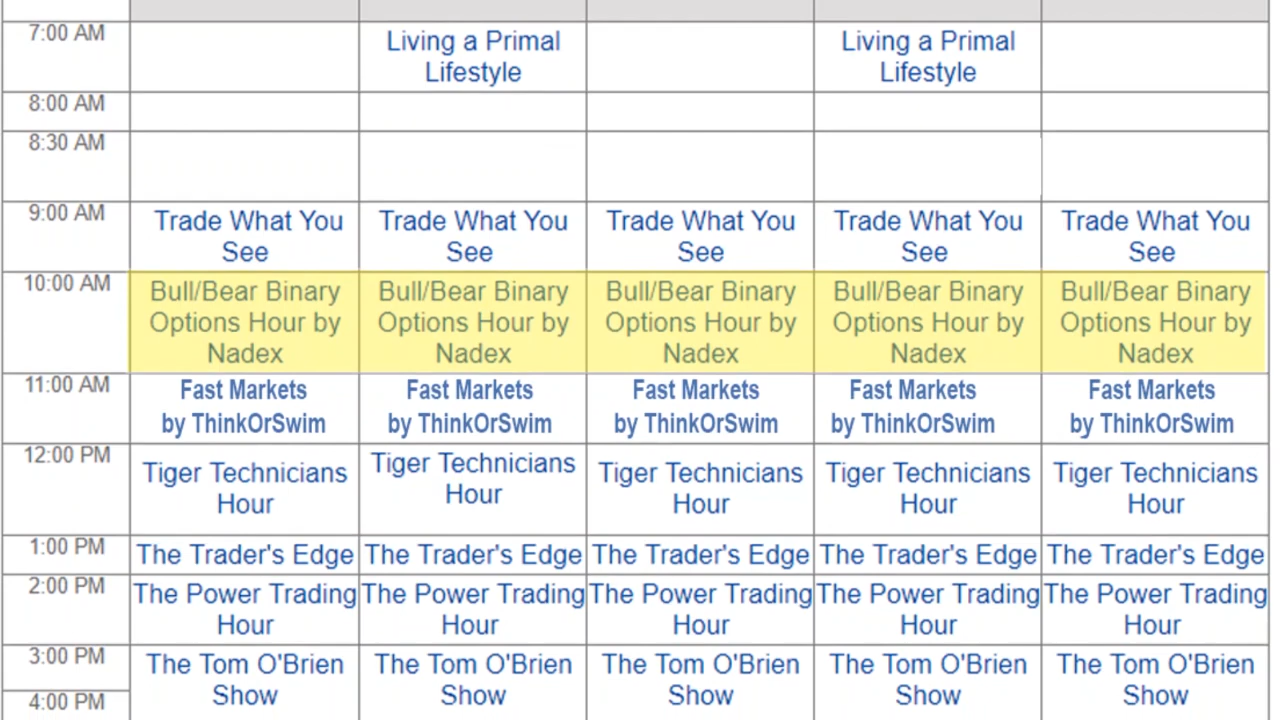 7:00 AM
Living a Primal Living a Primal
Lifestyle Lifestyle
8:00 AM
8:30 AM
9:00 AM
Trade What You Trade What You Trade What You Trade What You Trade What You
See See See See See
10:00 AM
Bull/Bear Binary Bull/Bear Binary Bull/Bear Binary Bull/Bear Binary Bull/Bear Binary
Options Hour by Options Hour by Options Hour by Options Hour by Options Hour by
Nadex Nadex Nadex Nadex Nadex
11:00 AM
Fast Markets Fast Markets Fast Markets Fast Markets Fast Markets
by ThinkOrSwim by ThinkOrSwim by ThinkOrSwim by ThinkOrSwim by ThinkOrSwim
12:00 PM
Tiger Technicians Tiger Technicians Tiger Technicians Tiger Technicians Tiger Technicians
Hour Hour Hour Hour Hour
1:00 PM The Trader's Edge The Trader's Edge The Trader's Edge The Trader's Edge The Trader's Edge
2:00 PM The Power Trading The Power Trading The Power Trading The Power Trading The Power Trading
Hour Hour Hour Hour Hour
3:00 PM The Tom O'Brien The Tom O'Brien The Tom O'Brien The Tom O'Brien The Tom O'Brien
4:00 PM Show Show Show Show Show